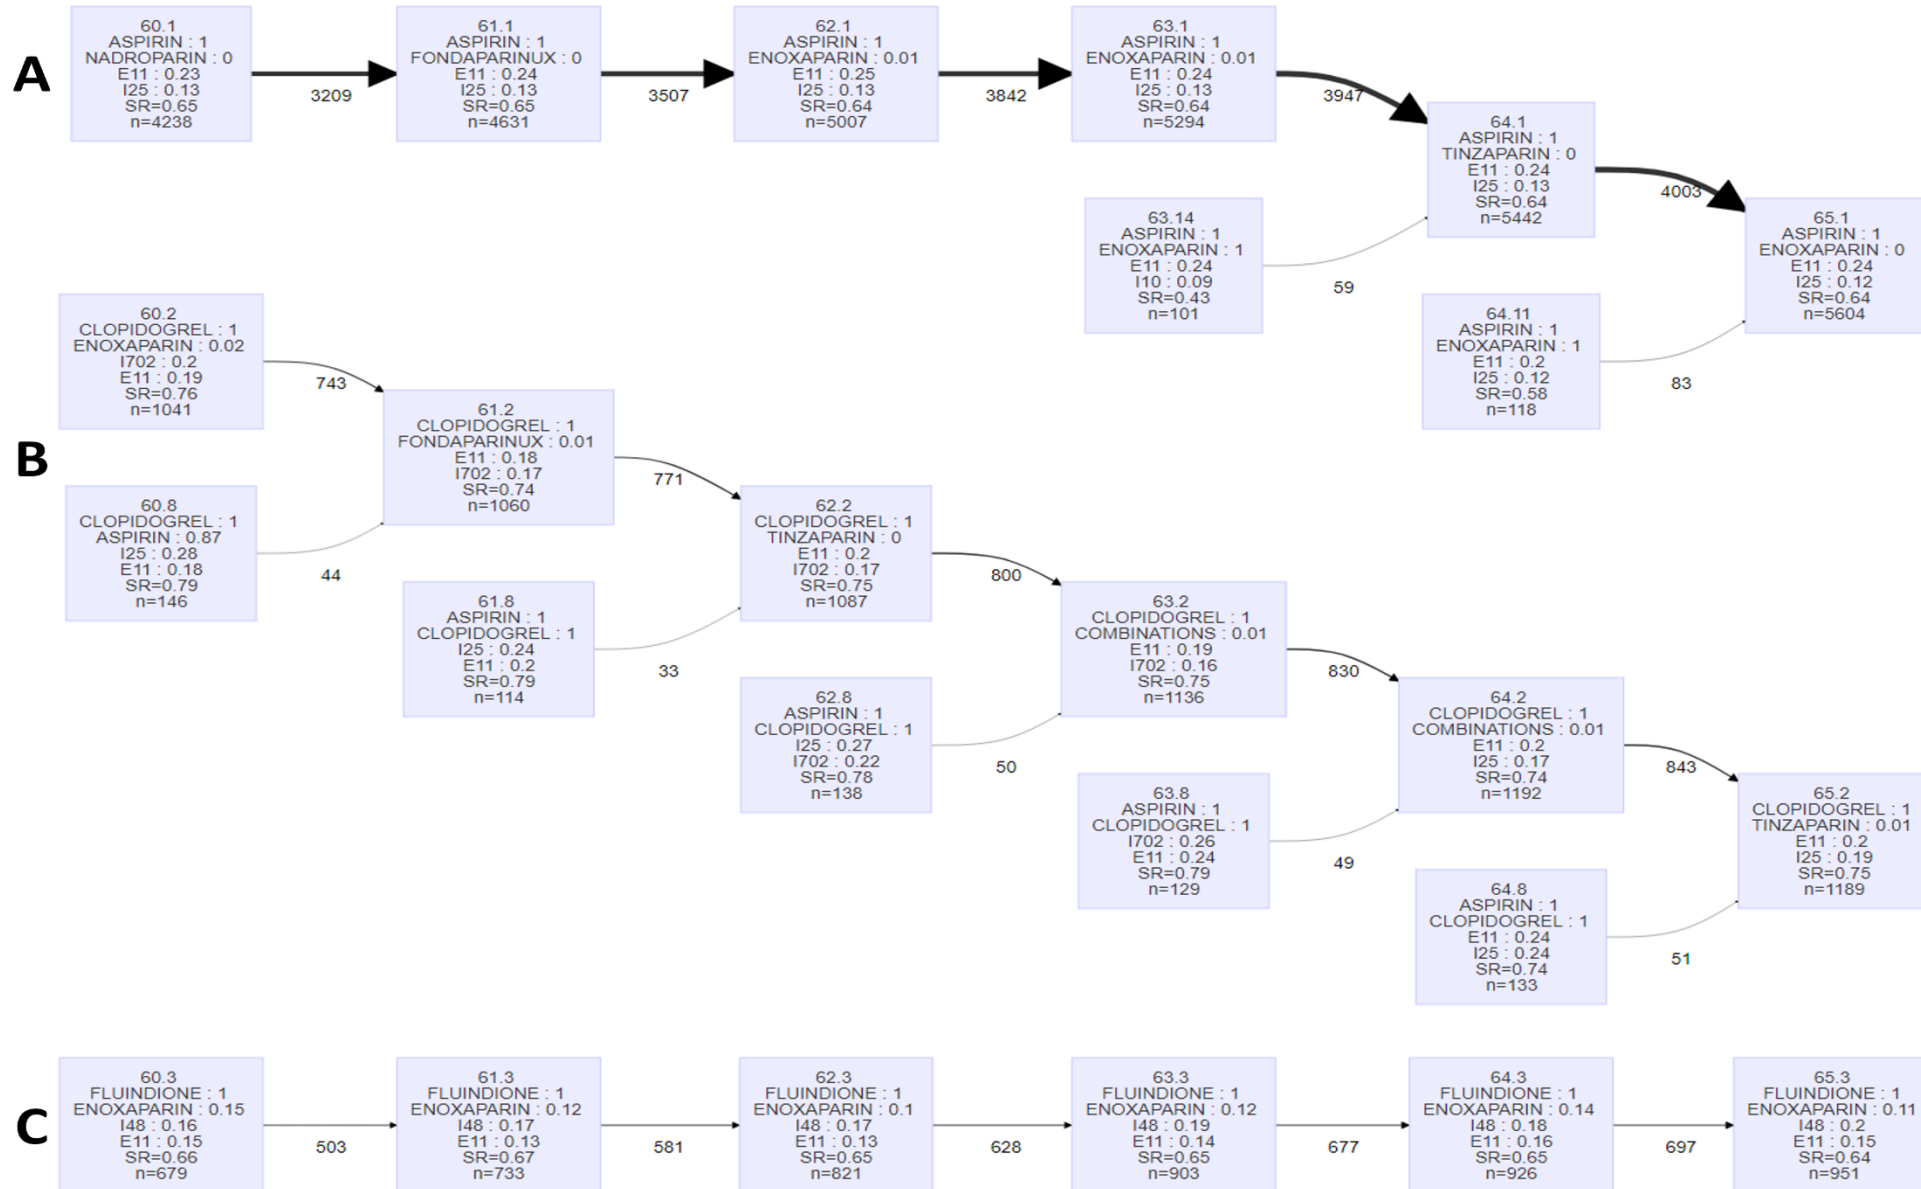 A
60.1
ASPIRIN : 1
NADROPARIN : 0
E11 : 0.23
I25 : 0.13
SR=0.65
n=4238
3209
61.1
ASPIRIN : 1
FONDAPARINUX : 0
E11 : 0.24
I25 : 0.13
SR=0.65
n=4631
3507
62.1
ASPIRIN : 1
ENOXAPARIN : 0.01
E11 : 0.25
I25 : 0.13
SR=0.64
n=5007
3842
63.1
ASPIRIN : 1
ENOXAPARIN : 0.01
E11 : 0.24
I25 : 0.13
SR=0.64
n=5294
3947
64.1
ASPIRIN : 1
TINZAPARIN : 0
E11 : 0.24
I25 : 0.13
SR=0.64
n=5442
4003
63.14
ASPIRIN : 1
ENOXAPARIN : 1
E11 : 0.24
I10 : 0.09
SR=0.43
n=101
59
65.1
ASPIRIN : 1
ENOXAPARIN : 0
E11 : 0.24
I25 : 0.12
SR=0.64
n=5604
64.11
ASPIRIN : 1
ENOXAPARIN : 1
E11 : 0.2
I25 : 0.12
SR=0.58
n=118
83
B
60.2
CLOPIDOGREL : 1
ENOXAPARIN : 0.02
I702 : 0.2
E11 : 0.19
SR=0.76
n=1041
743
61.2
CLOPIDOGREL : 1
FONDAPARINUX : 0.01
E11 : 0.18
I702 : 0.17
SR=0.74
n=1060
771
60.8
CLOPIDOGREL : 1
ASPIRIN : 0.87
I25 : 0.28
E11 : 0.18
SR=0.79
n=146
44
62.2
CLOPIDOGREL : 1
TINZAPARIN : 0
E11 : 0.2
I702 : 0.17
SR=0.75
n=1087
800
61.8
ASPIRIN : 1
CLOPIDOGREL : 1
I25 : 0.24
E11 : 0.2
SR=0.79
n=114
33
63.2
CLOPIDOGREL : 1
COMBINATIONS : 0.01
E11 : 0.19
I702 : 0.16
SR=0.75
n=1136
830
62.8
ASPIRIN : 1
CLOPIDOGREL : 1
I25 : 0.27
I702 : 0.22
SR=0.78
n=138
50
64.2
CLOPIDOGREL : 1
COMBINATIONS : 0.01
E11 : 0.2
I25 : 0.17
SR=0.74
n=1192
843
63.8
ASPIRIN : 1
CLOPIDOGREL : 1
I702 : 0.26
E11 : 0.24
SR=0.79
n=129
49
65.2
CLOPIDOGREL : 1
TINZAPARIN : 0.01
E11 : 0.2
I25 : 0.19
SR=0.75
n=1189
64.8
ASPIRIN : 1
CLOPIDOGREL : 1
E11 : 0.24
I25 : 0.24
SR=0.74
n=133
51
C
60.3
FLUINDIONE : 1
ENOXAPARIN : 0.15
I48 : 0.16
E11 : 0.15
SR=0.66
n=679
503
61.3
FLUINDIONE : 1
ENOXAPARIN : 0.12
I48 : 0.17
E11 : 0.13
SR=0.67
n=733
581
62.3
FLUINDIONE : 1
ENOXAPARIN : 0.1
I48 : 0.17
E11 : 0.13
SR=0.65
n=821
628
63.3
FLUINDIONE : 1
ENOXAPARIN : 0.12
I48 : 0.19
E11 : 0.14
SR=0.65
n=903
677
64.3
FLUINDIONE : 1
ENOXAPARIN : 0.14
I48 : 0.18
E11 : 0.16
SR=0.65
n=926
697
65.3
FLUINDIONE : 1
ENOXAPARIN : 0.11
I48 : 0.2
E11 : 0.15
SR=0.64
n=951